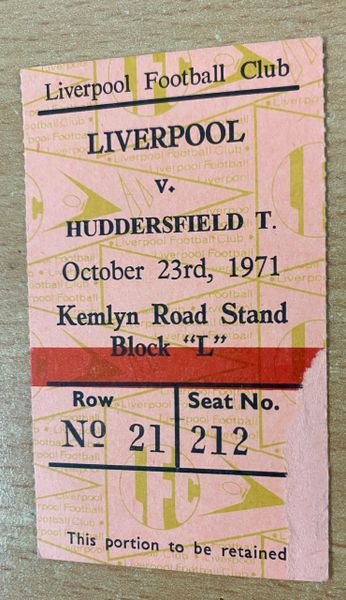 Liverpool Football Club
LIVERPOOL
v.
HUDDERSFIELD T.
October 23rd, 1971
Kemlyn Road Stand
Block "L"
Row
Seat No.
Nº 21
212
LFC
This portion to be retained